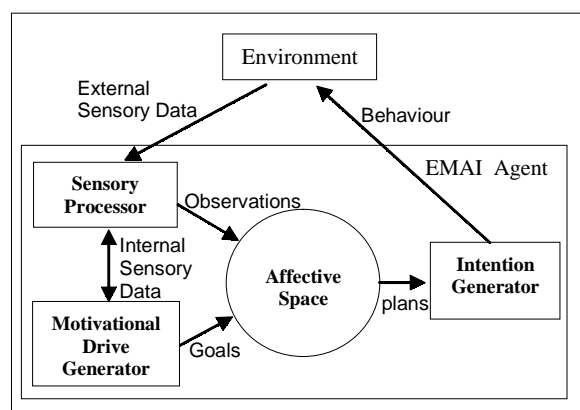 Environment
External
Sensory Data
Behaviour
EMAI Agent
Sensory
Processor
Observations
Internal
Sensory
Data
Affective
Space
plans
Intention
Generator
Motivational
Drive
Generator
Goals